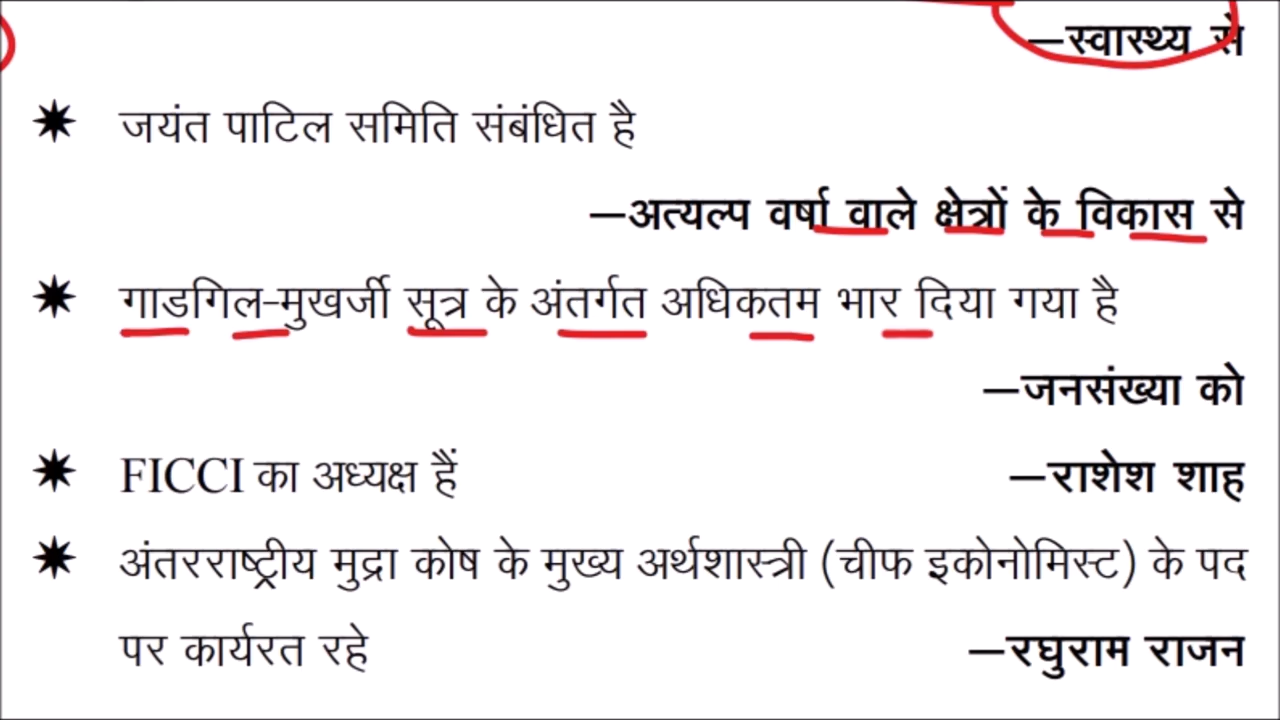 —स्वास्थ्य से
✷ जयंत पाटिल समिति संबंधित है
—अत्यल्प वर्षा वाले क्षेत्रों के विकास से
✷ गाडगिल-मुखर्जी सूत्र के अंतर्गत अधिकतम भार दिया गया है
—जनसंख्या को
✷ FICCI का अध्यक्ष हैं —राशेश शाह
✷ अंतरराष्ट्रीय मुद्रा कोष के मुख्य अर्थशास्त्री (चीफ इकोनोमिस्ट) के पद
पर कार्यरत रहे —रघुराम राजन